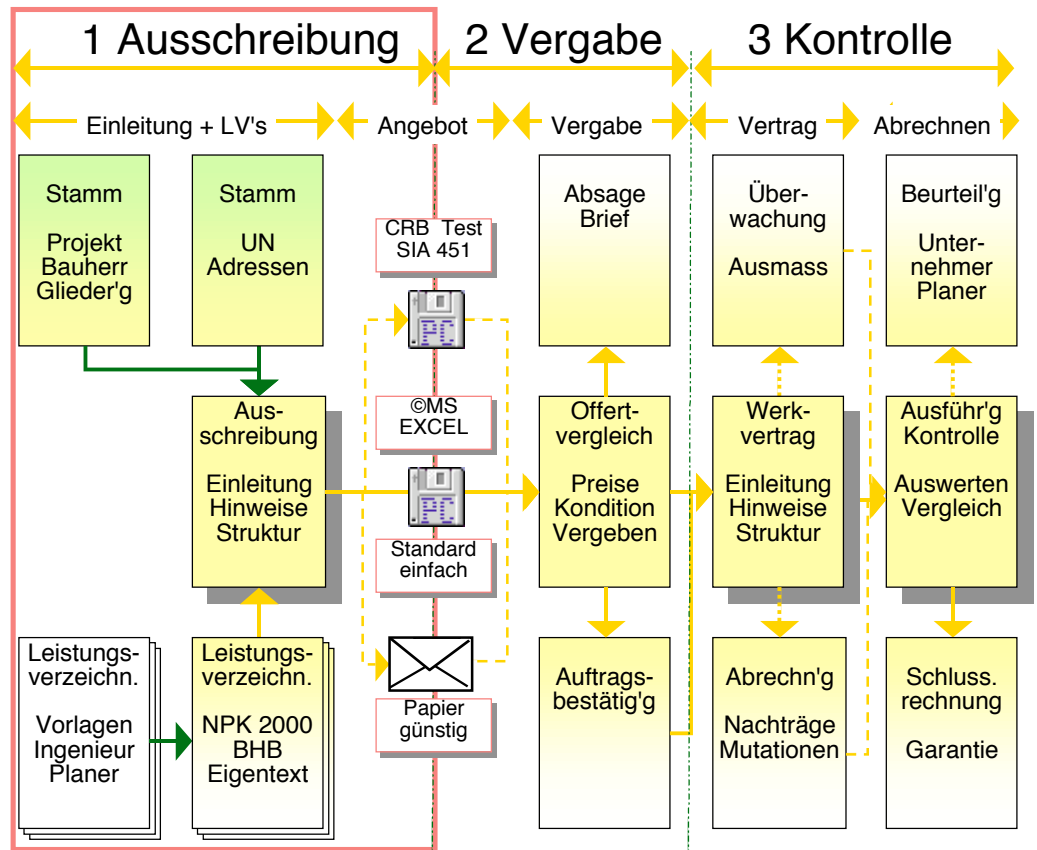 1 Ausschreibung
2 Vergabe
3 Kontrolle
Einleitung + LV's
Angebot
Vergabe
Vertrag
Abrechnen
Stamm
Projekt
Bauherr
Glieder'g
Stamm
UN
Adressen
CRB Test
SIA 451
PC
Absage
Brief
Über-
wachung
Ausmass
Beurteil'g
Unter-
nehmer
Planer
Aus-
schreibung
Einleitung
Hinweise
Struktur
©MS
EXCEL
PC
Standard
einfach
Offert-
vergleich
Preise
Kondition
Vergeben
Werk-
vertrag
Einleitung
Hinweise
Struktur
Ausführ'g
Kontrolle
Auswerten
Vergleich
Leistungs-
verzeichn.
Vorlagen
Ingenieur
Planer
Leistungs-
verzeichn.
NPK 2000
BHB
Eigentext
Papier
günstig
Auftrags-
bestätig'g
Abrechn'g
Nachträge
Mutationen
Schluss.
rechnung
Garantie